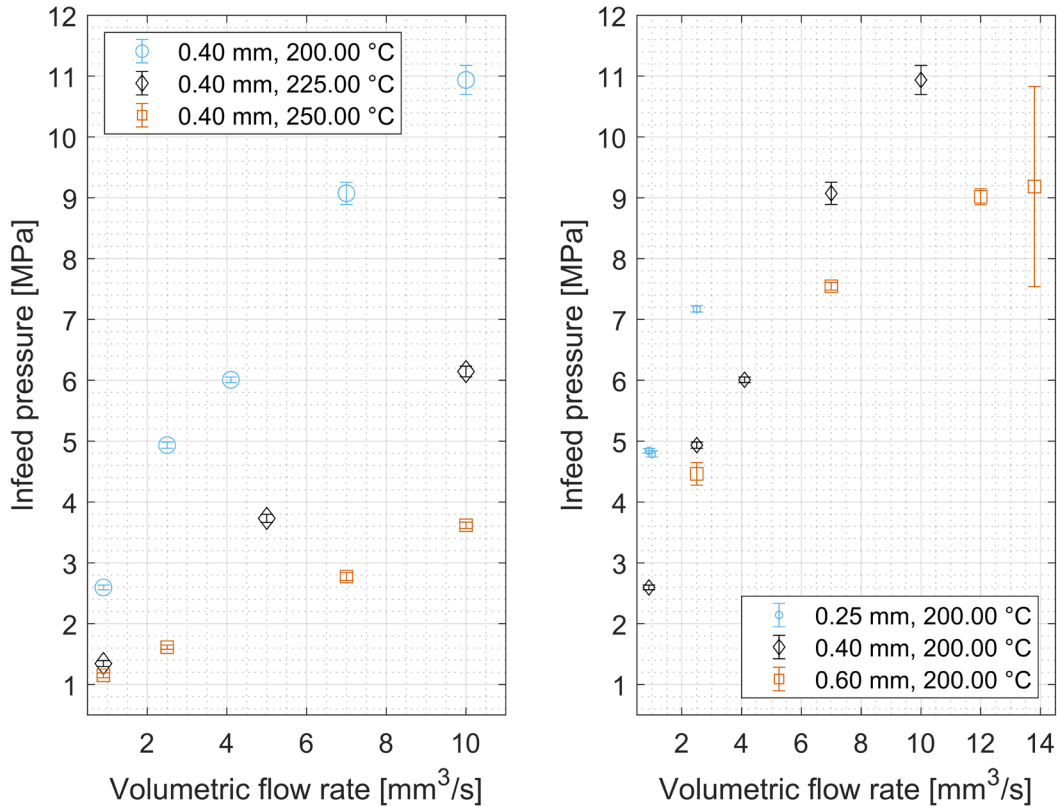 12
11
10
9
8
7
6
5
4
3
2
1
Infeed pressure [MPa]
0.40 mm, 200.00 °C
0.40 mm, 225.00 °C
0.40 mm, 250.00 °C
2 4 6 8 10
Volumetric flow rate [mm³/s]
12
11
10
9
8
7
6
5
4
3
2
1
Infeed pressure [MPa]
0.25 mm, 200.00 °C
0.40 mm, 200.00 °C
0.60 mm, 200.00 °C
2 4 6 8 10 12 14
Volumetric flow rate [mm³/s]